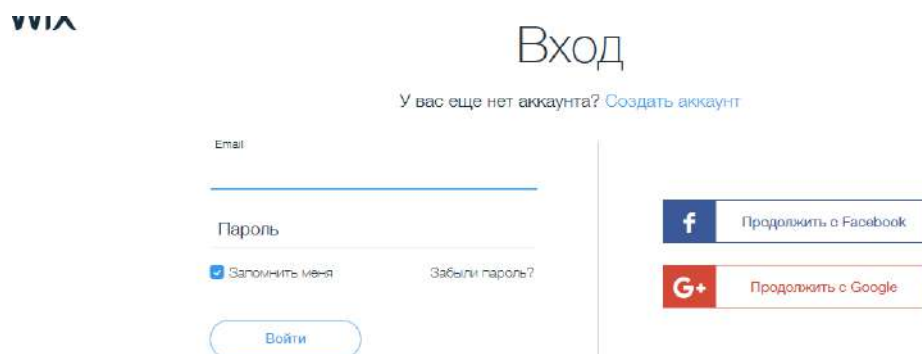 WIX
Вход
У вас еще нет аккаунта? Создать аккаунт
Email
Пароль
Запомнить меня
Забыли пароль?
Войти
f
Продолжить с Facebook
G+
Продолжить с Google